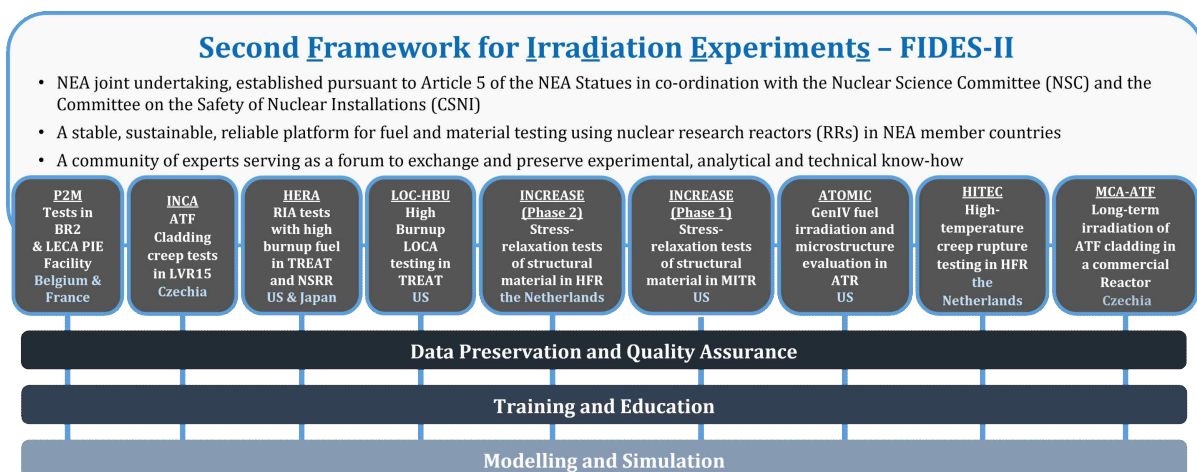 Second Framework for Irradiation Experiments – FIDES-II
• NEA joint undertaking, established pursuant to Article 5 of the NEA Statues in co-ordination with the Nuclear Science Committee (NSC) and the
Committee on the Safety of Nuclear Installations (CSNI)
• A stable, sustainable, reliable platform for fuel and material testing using nuclear research reactors (RRs) in NEA member countries
• A community of experts serving as a forum to exchange and preserve experimental, analytical and technical know-how
P2M
Tests in
BR2
& LECA PIE
Facility
Belgium &
France
INCA
ATF
Cladding
creep tests
in LVR15
Czechia
HERA
RIA tests
with high
burnup fuel
in TREAT
and NSRR
US & Japan
LOC-HBU
High
Burnup
LOCA
testing in
TREAT
US
INCREASE
(Phase 2)
Stress-
relaxation tests
of structural
material in HFR
the Netherlands
INCREASE
(Phase 1)
Stress-
relaxation tests
of structural
material in MITR
US
ATOMIC
GenIV fuel
irradiation and
microstructure
evaluation in
ATR
US
HITEC
High-
temperature
creep rupture
testing in HFR
the
Netherlands
MCA-ATF
Long-term
irradiation of
ATF cladding in
a commercial
Reactor
Czechia
Data Preservation and Quality Assurance
Training and Education
Modelling and Simulation